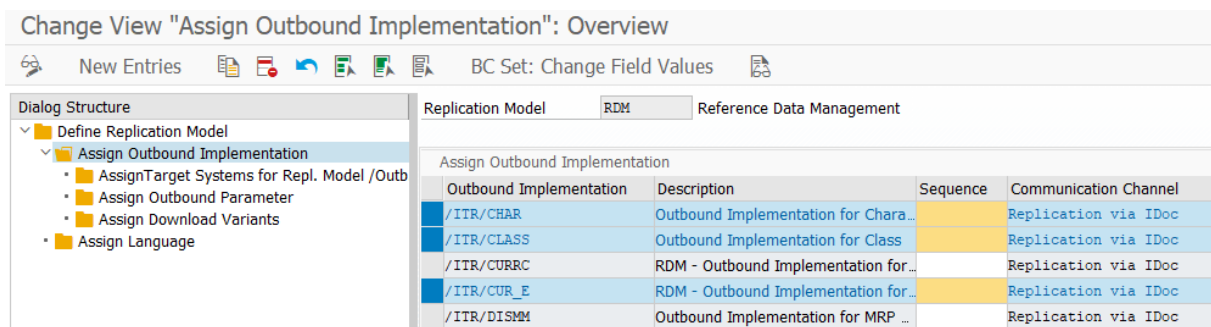 Change View "Assign Outbound Implementation": Overview
New Entries BC Set: Change Field Values
Dialog Structure
Define Replication Model
Assign Outbound Implementation
AssignTarget Systems for Repl. Model /Outb
Assign Outbound Parameter
Assign Download Variants
Assign Language
Replication Model RDM Reference Data Management
Assign Outbound Implementation
Outbound Implementation Description Sequence Communication Channel
/ITR/CHAR Outbound Implementation for Chara… Replication via IDoc
/ITR/CLASS Outbound Implementation for Class Replication via IDoc
/ITR/CURRC RDM - Outbound Implementation for… Replication via IDoc
/ITR/CUR_E RDM - Outbound Implementation for… Replication via IDoc
/ITR/DISMM Outbound Implementation for MRP … Replication via IDoc